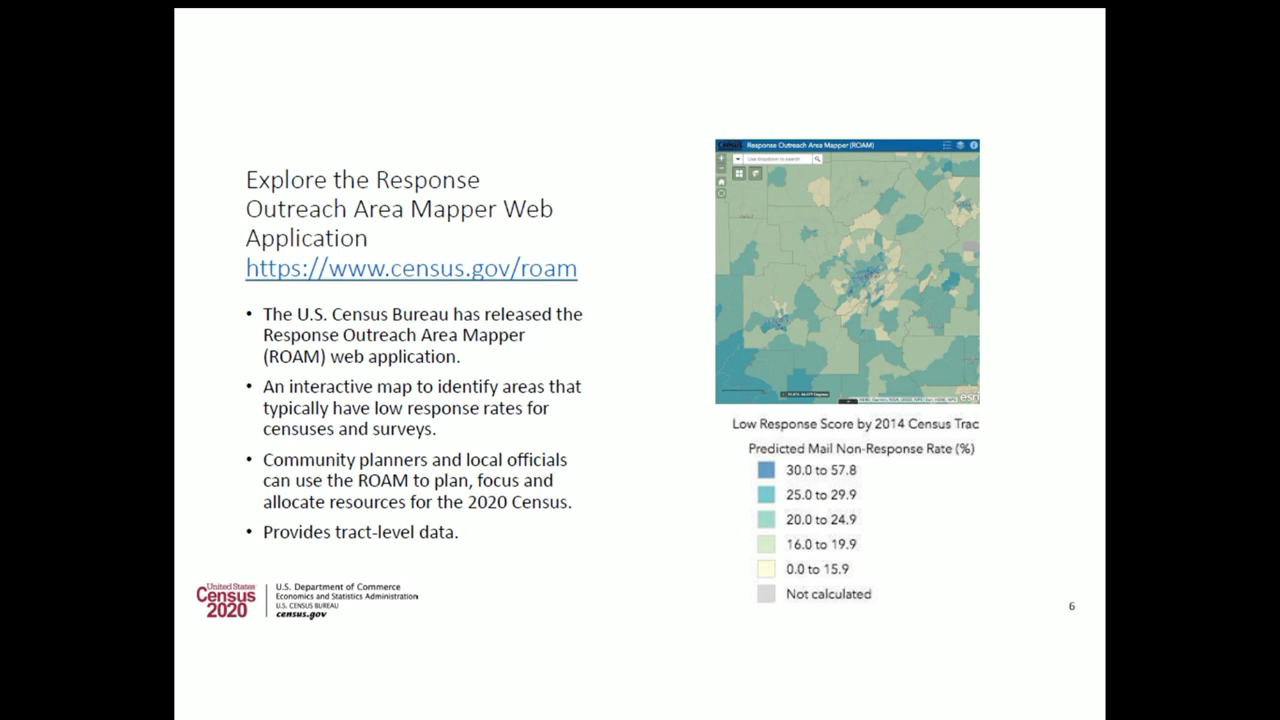 Explore the Response
Outreach Area Mapper Web
Application
https://www.census.gov/roam
• The U.S. Census Bureau has released the
Response Outreach Area Mapper
(ROAM) web application.
• An interactive map to identify areas that
typically have low response rates for
censuses and surveys.
• Community planners and local officials
can use the ROAM to plan, focus and
allocate resources for the 2020 Census.
• Provides tract-level data.
Census
Response Outreach Area Mapper (ROAM)
Use dropdown to search
esri
Low Response Score by 2014 Census Trac
Predicted Mail Non-Response Rate (%)
30.0 to 57.8
25.0 to 29.9
20.0 to 24.9
16.0 to 19.9
0.0 to 15.9
Not calculated
United States
Census
2020
U.S. Department of Commerce
Economics and Statistics Administration
U.S. CENSUS BUREAU
census.gov
6